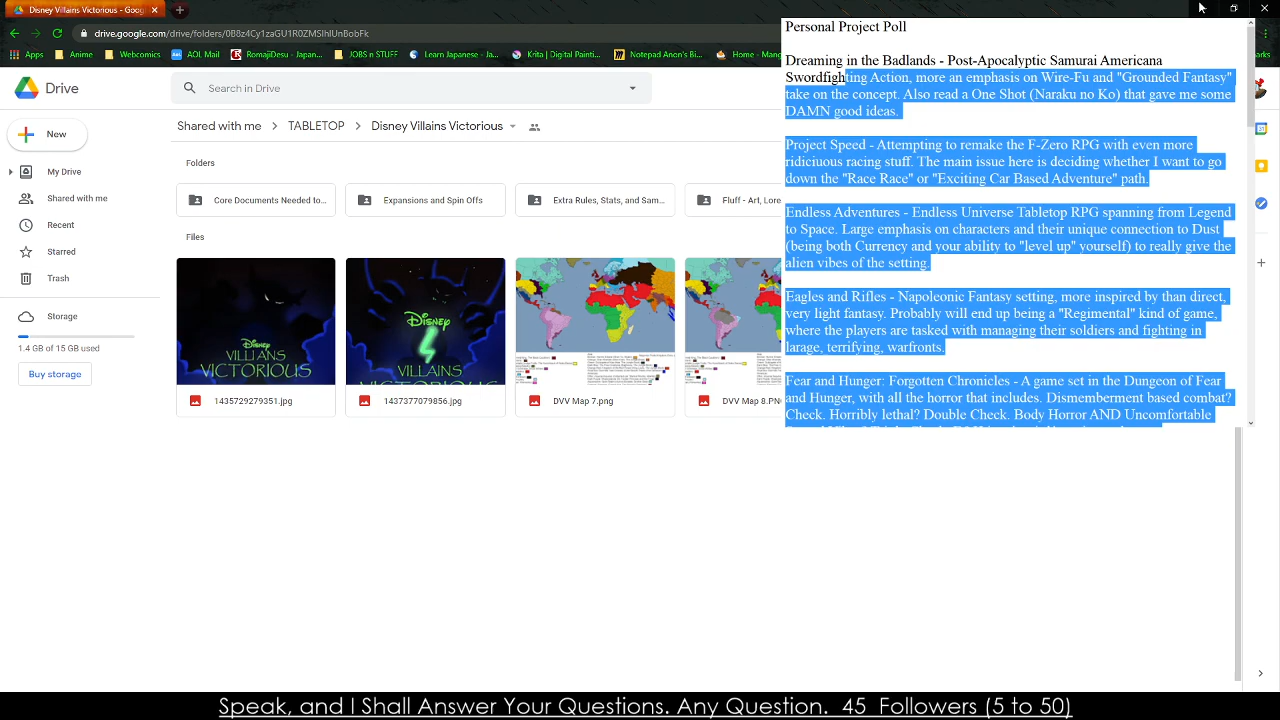 Disney Villains Victorious - Goo
drive.google.com/drive/folders/0B8z4Cy1zaGU1R0ZMSlhlUnBobFk
Apps
Anime
Webcomics
AOL Mail
RomajiDesu - Japan...
JOBS n STUFF
Learn Japanese - Ja...
Krita | Digital Paintin...
Notepad Anon's Bi...
Home - Mang
Drive
Search in Drive
New
Shared with me > TABLETOP > Disney Villains Victorious
My Drive
Shared with me
Recent
Starred
Trash
Storage
1.4 GB of 15 GB used
Buy storage
Folders
Core Documents Needed to...
Expansions and Spin Offs
Extra Rules, Stats, and Sam...
Fluff - Art, Lore
Files
DISNEY
VILLAINS
VICTORIOUS
DISNEY
VILLAINS
VICTORIOUS
1435729279351.jpg
1437377079856.jpg
DVV Map 7.png
DVV Map 8.PNG
Personal Project Poll
Dreaming in the Badlands - Post-Apocalyptic Samurai Americana
Swordfighting Action, more an emphasis on Wire-Fu and "Grounded Fantasy"
take on the concept. Also read a One Shot (Naraku no Ko) that gave me some
DAMN good ideas.
Project Speed - Attempting to remake the F-Zero RPG with even more
ridiciuous racing stuff. The main issue here is deciding whether I want to go
down the "Race Race" or "Exciting Car Based Adventure" path.
Endless Adventures - Endless Universe Tabletop RPG spanning from Legend
to Space. Large emphasis on characters and their unique connection to Dust
(being both Currency and your ability to "level up" yourself) to really give the
alien vibes of the setting.
Eagles and Rifles - Napoleonic Fantasy setting, more inspired by than direct,
very light fantasy. Probably will end up being a "Regimental" kind of game,
where the players are tasked with managing their soldiers and fighting in
larage, terrifying, warfronts.
Fear and Hunger: Forgotten Chronicles - A game set in the Dungeon of Fear
and Hunger, with all the horror that includes. Dismemberment based combat?
Check. Horribly lethal? Double Check. Body Horror AND Uncomfortable
Speak, and I Shall Answer Your Questions. Any Question. 45 Followers (5 to 50)